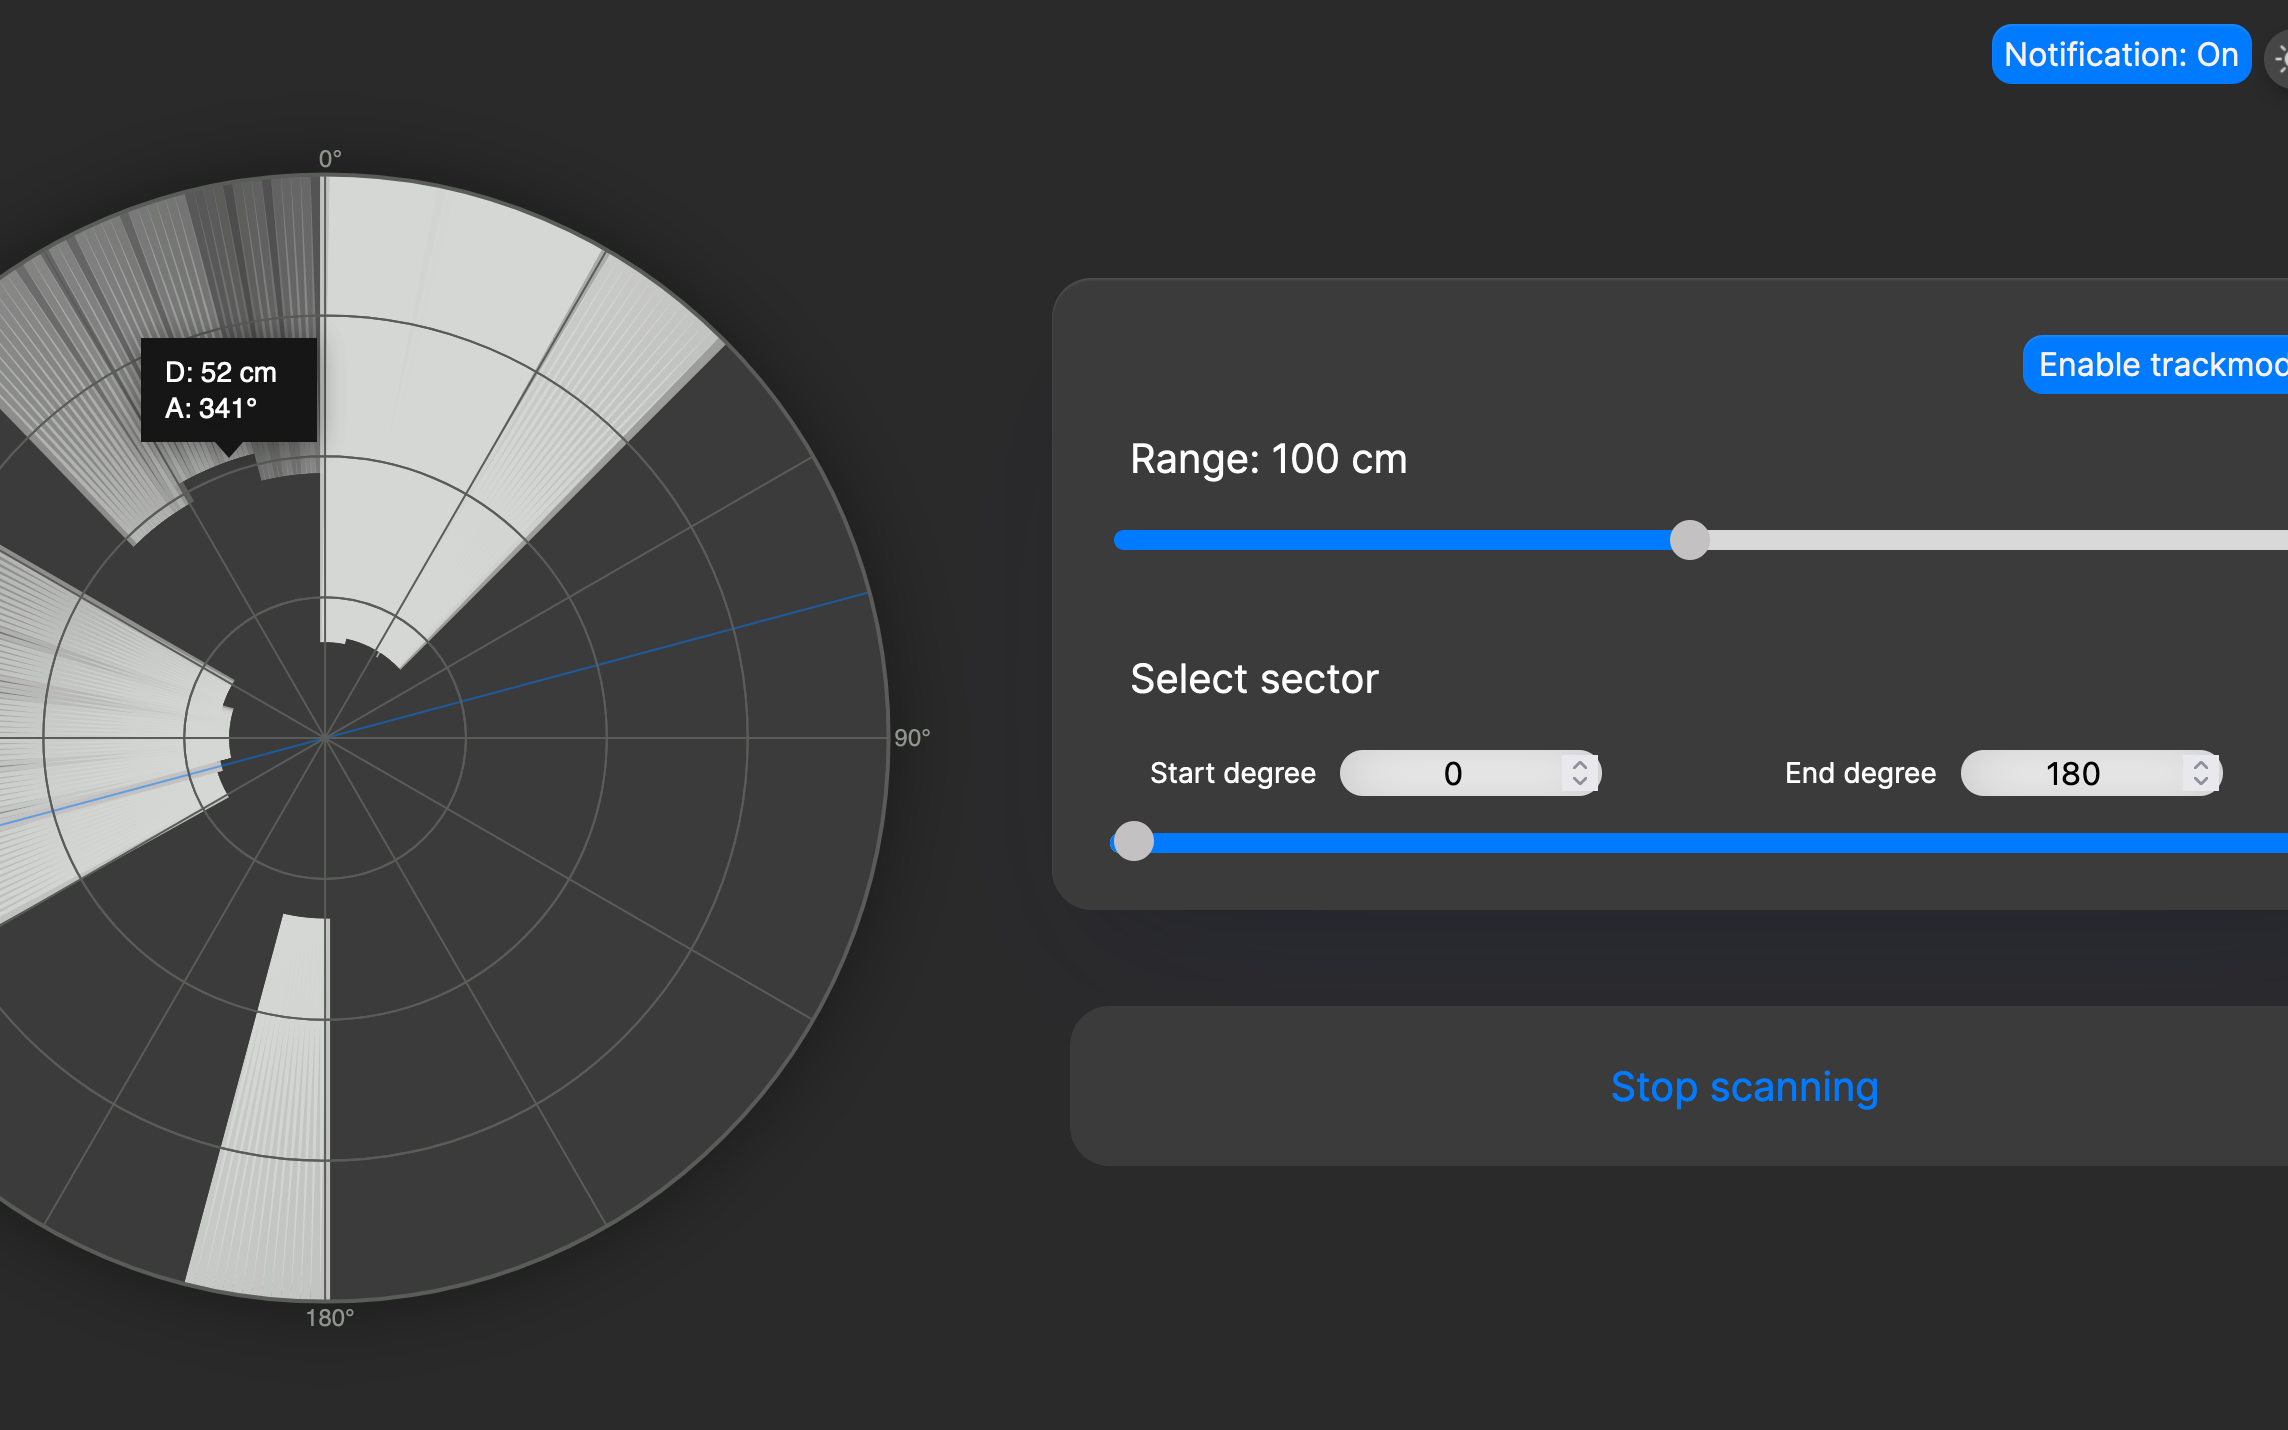 Notification: On
0°
D: 52 cm
A: 341°
Enable trackmod
Range: 100 cm
Select sector
90°
Start degree 0 End degree 180
Stop scanning
180°